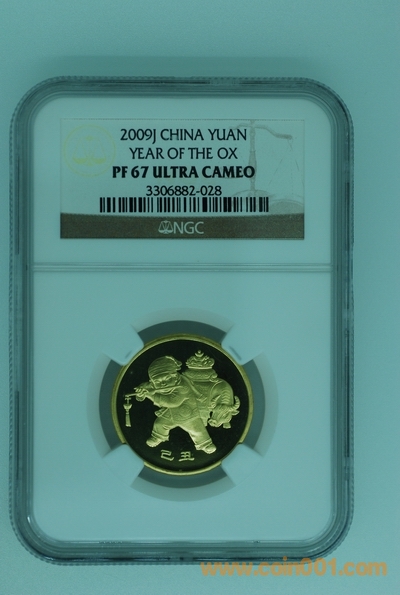 2009J CHINA YUAN
YEAR OF THE OX
PF 67 ULTRA CAMEO
3306882-028
NGC
己丑
www.coin001.com